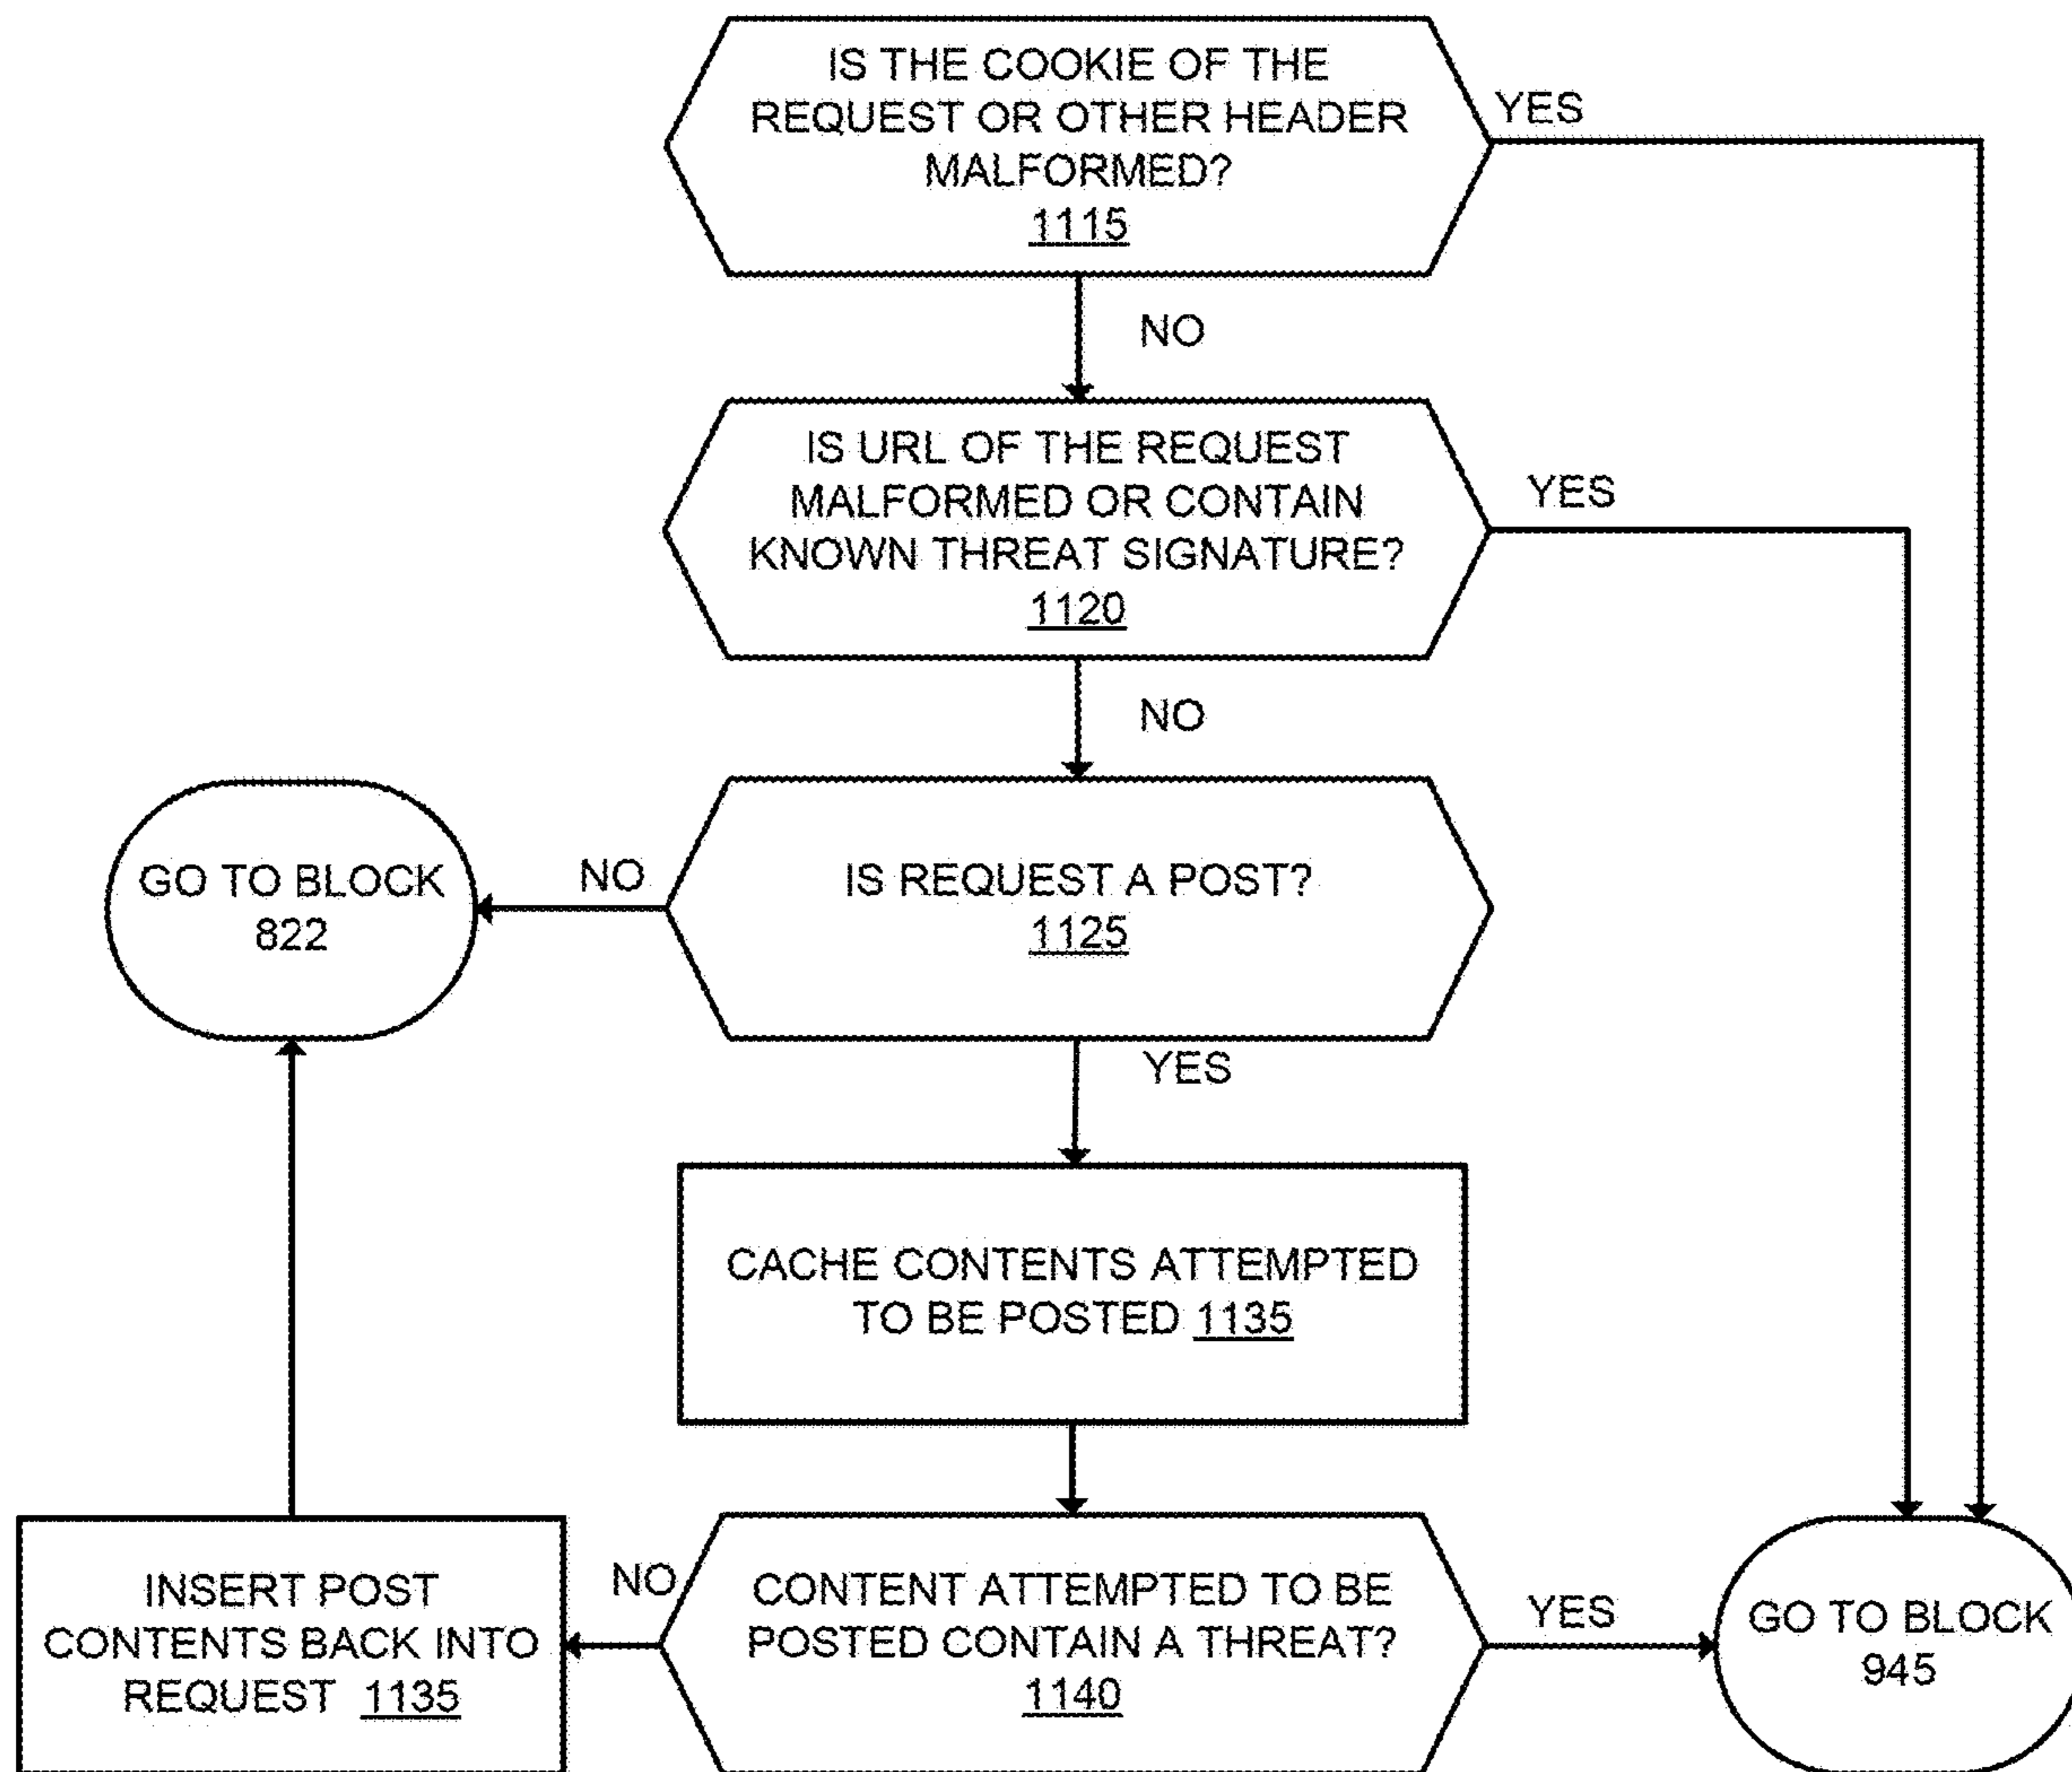 IS THE COOKIE OF THE
REQUEST OR OTHER HEADER
MALFORMED?
1115
YES
NO
IS URL OF THE REQUEST
MALFORMED OR CONTAIN
KNOWN THREAT SIGNATURE?
1120
YES
NO
GO TO BLOCK
822
NO
IS REQUEST A POST?
1125
YES
CACHE CONTENTS ATTEMPTED
TO BE POSTED 1135
INSERT POST
CONTENTS BACK INTO
REQUEST 1135
NO
CONTENT ATTEMPTED TO BE
POSTED CONTAIN A THREAT?
1140
YES
GO TO BLOCK
945